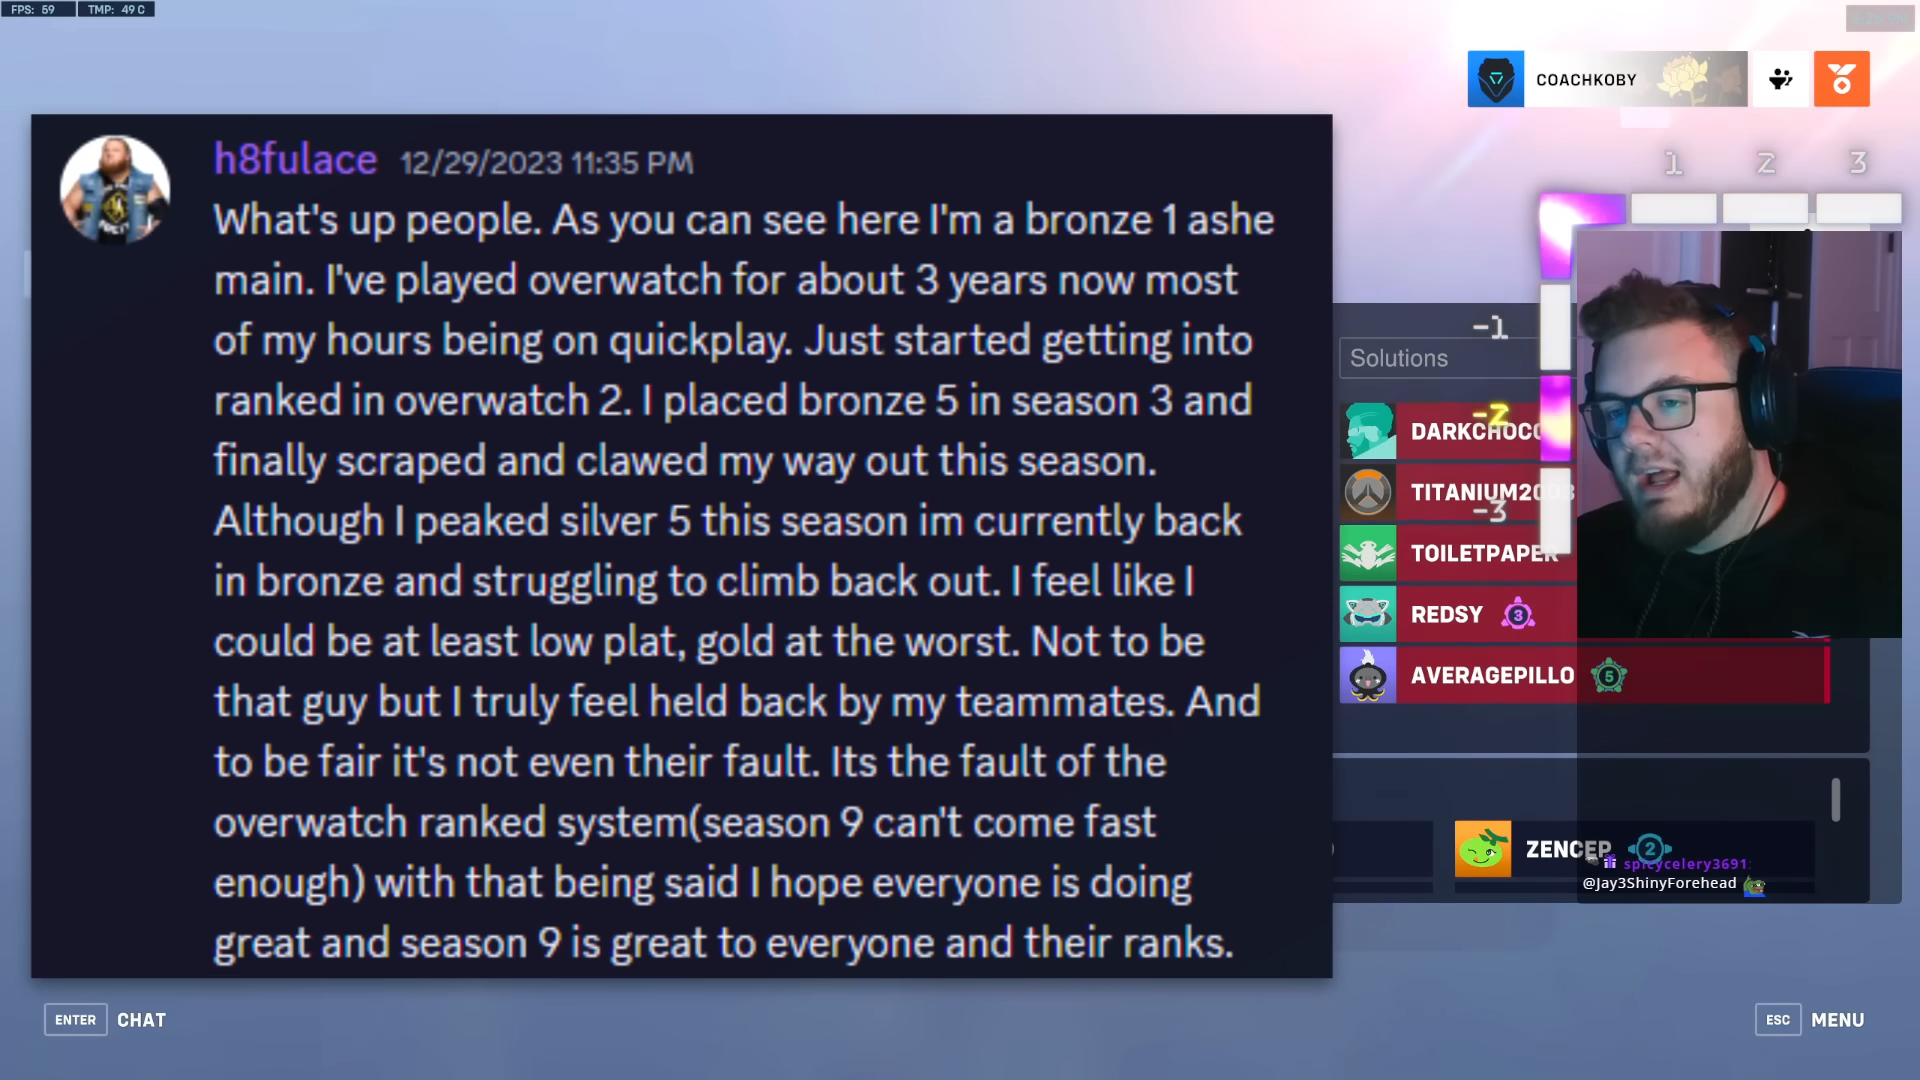 FPS: 59 TMP: 49 C
COACHKOBY
1 2 3
h8fulace 12/29/2023 11:35 PM
What's up people. As you can see here I'm a bronze 1 ashe
main. I've played overwatch for about 3 years now most
of my hours being on quickplay. Just started getting into
ranked in overwatch 2. I placed bronze 5 in season 3 and
finally scraped and clawed my way out this season.
Although I peaked silver 5 this season im currently back
in bronze and struggling to climb back out. I feel like I
could be at least low plat, gold at the worst. Not to be
that guy but I truly feel held back by my teammates. And
to be fair it's not even their fault. Its the fault of the
overwatch ranked system(season 9 can't come fast
enough) with that being said I hope everyone is doing
great and season 9 is great to everyone and their ranks.
-1
Solutions
-2
DARKCHOCO
TITANIUM2003
-3
TOILETPAPER
REDSY 3
AVERAGEPILLO 5
ZENCEP 2
spicycelery3691:
@Jay3ShinyForehead
ENTER CHAT
ESC MENU